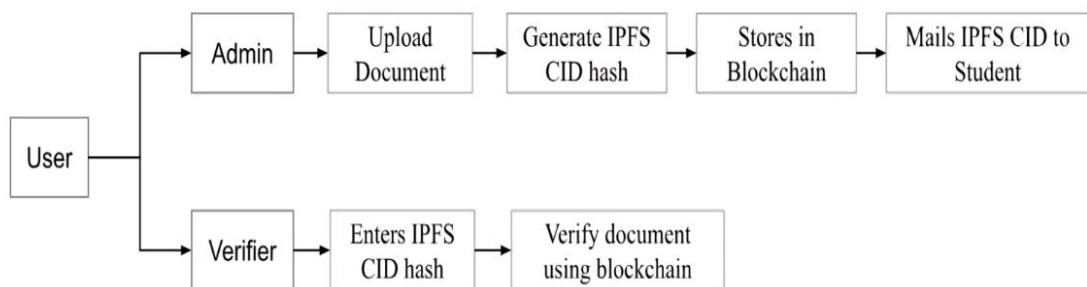 User
Admin
Upload
Document
Generate IPFS
CID hash
Stores in
Blockchain
Mails IPFS CID to
Student
Verifier
Enters IPFS
CID hash
Verify document
using blockchain